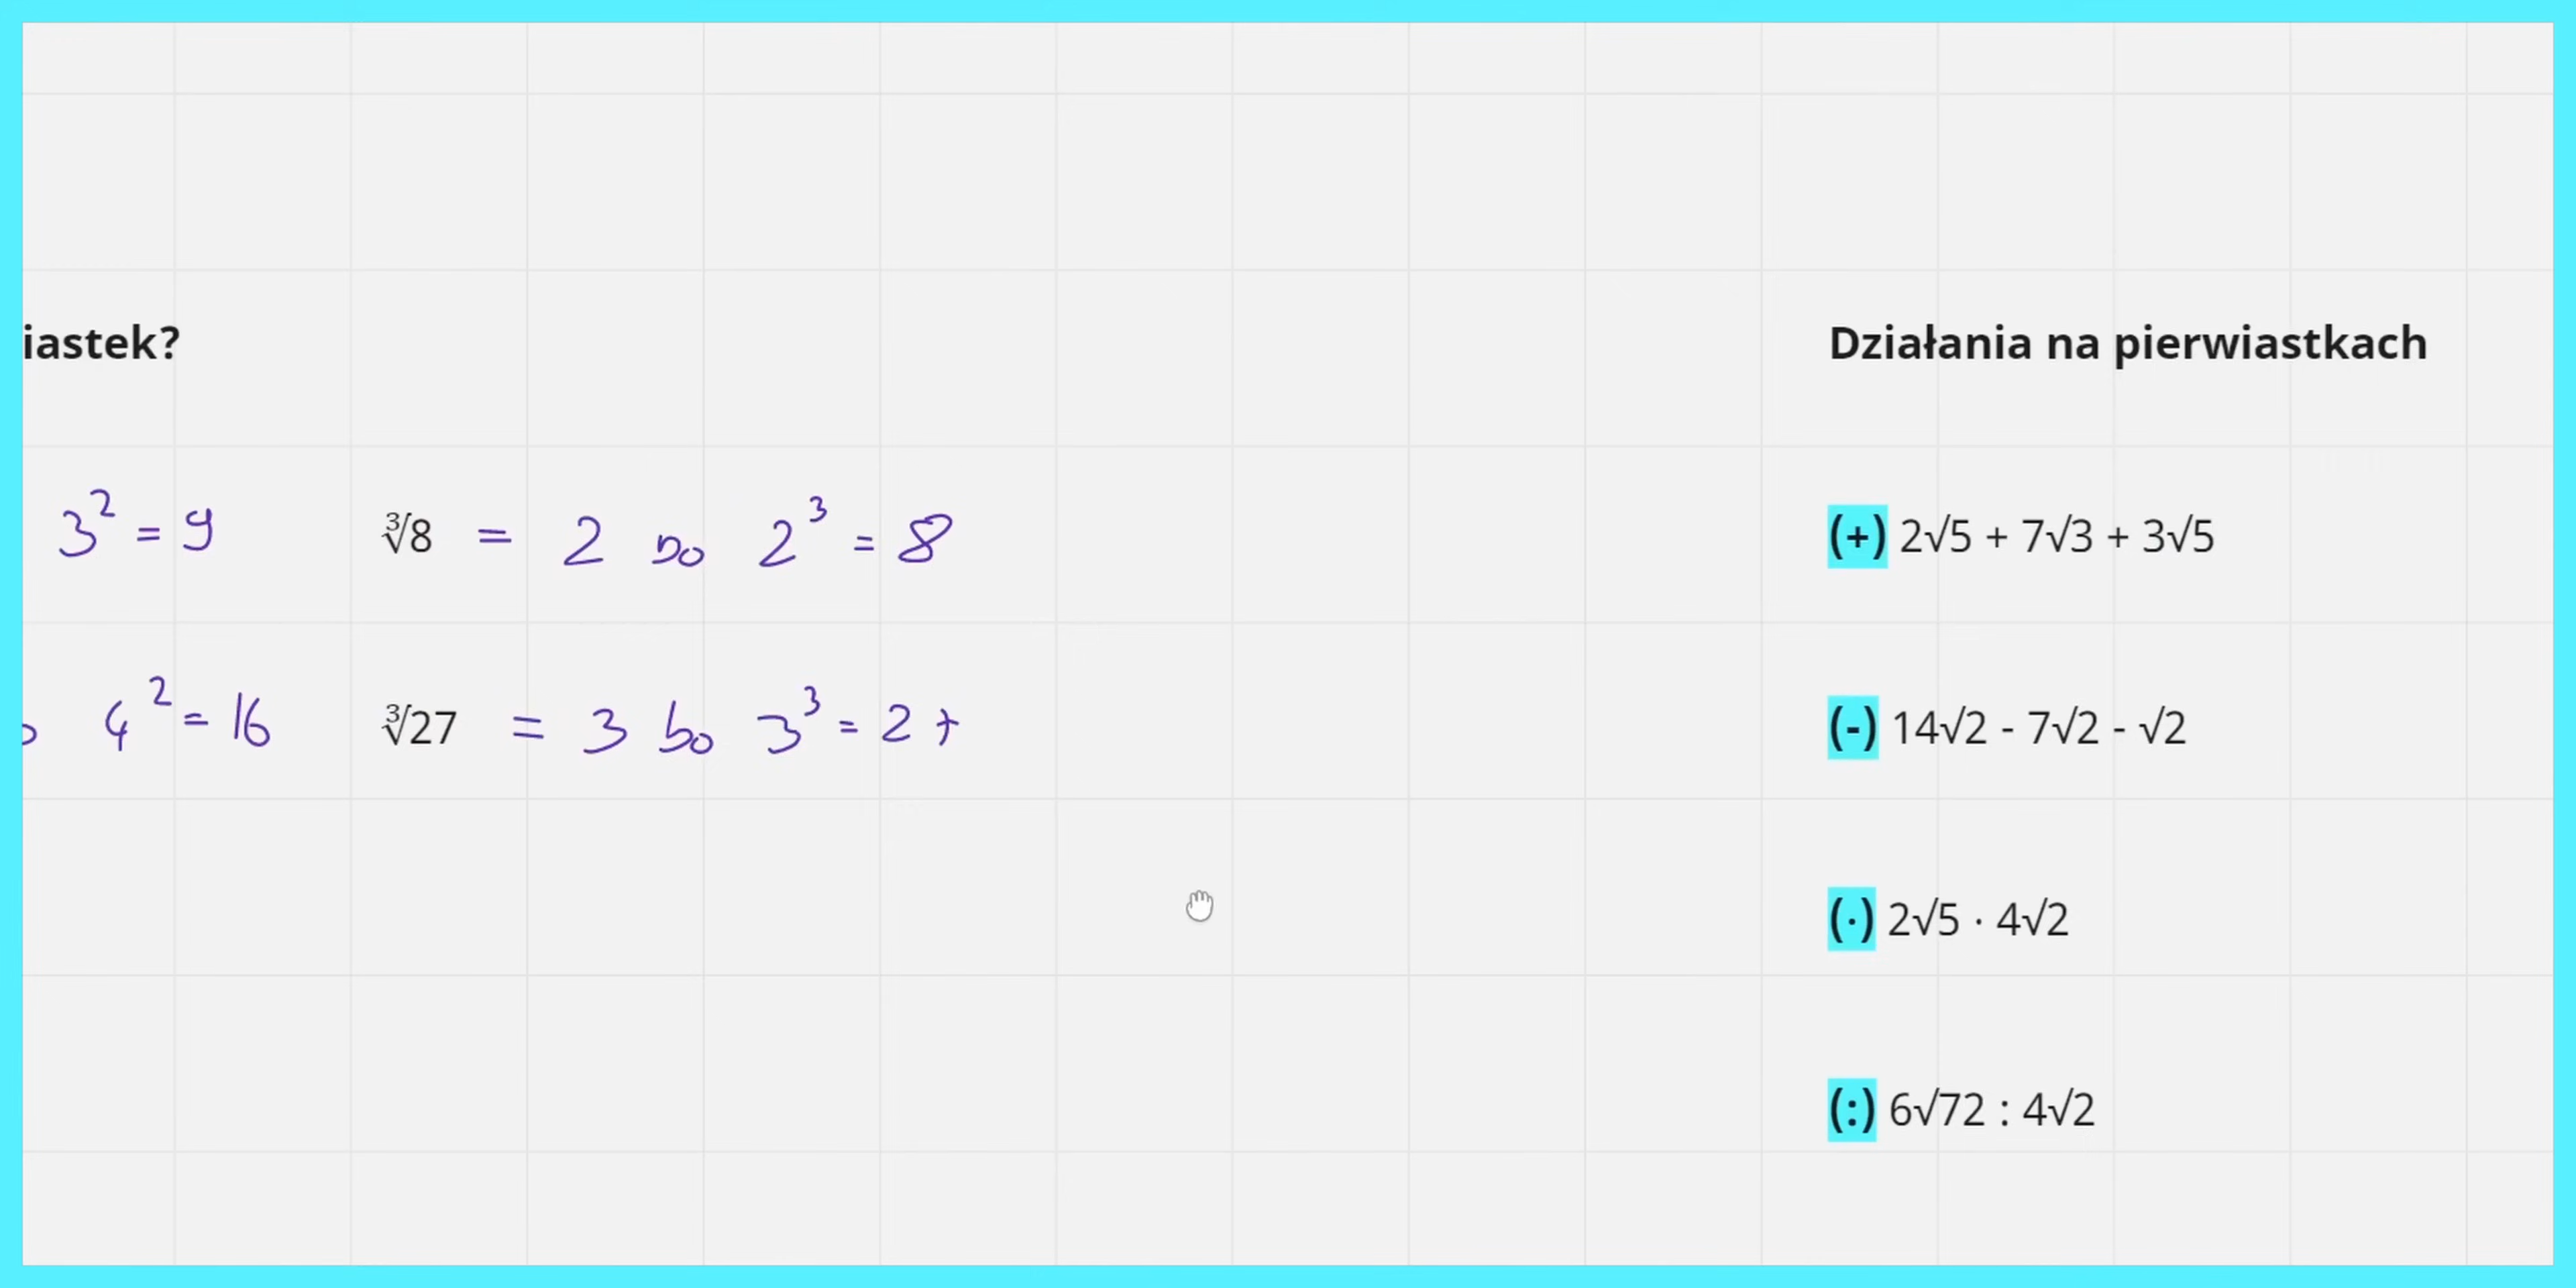 iastek?
3² = 9
∛8 = 2 bo 2³ = 8
4² = 16
∛27 = 3 bo 3³ = 27
Działania na pierwiastkach
(+) 2√5 + 7√3 + 3√5
(-) 14√2 - 7√2 - √2
(·) 2√5 · 4√2
(:) 6√72 : 4√2